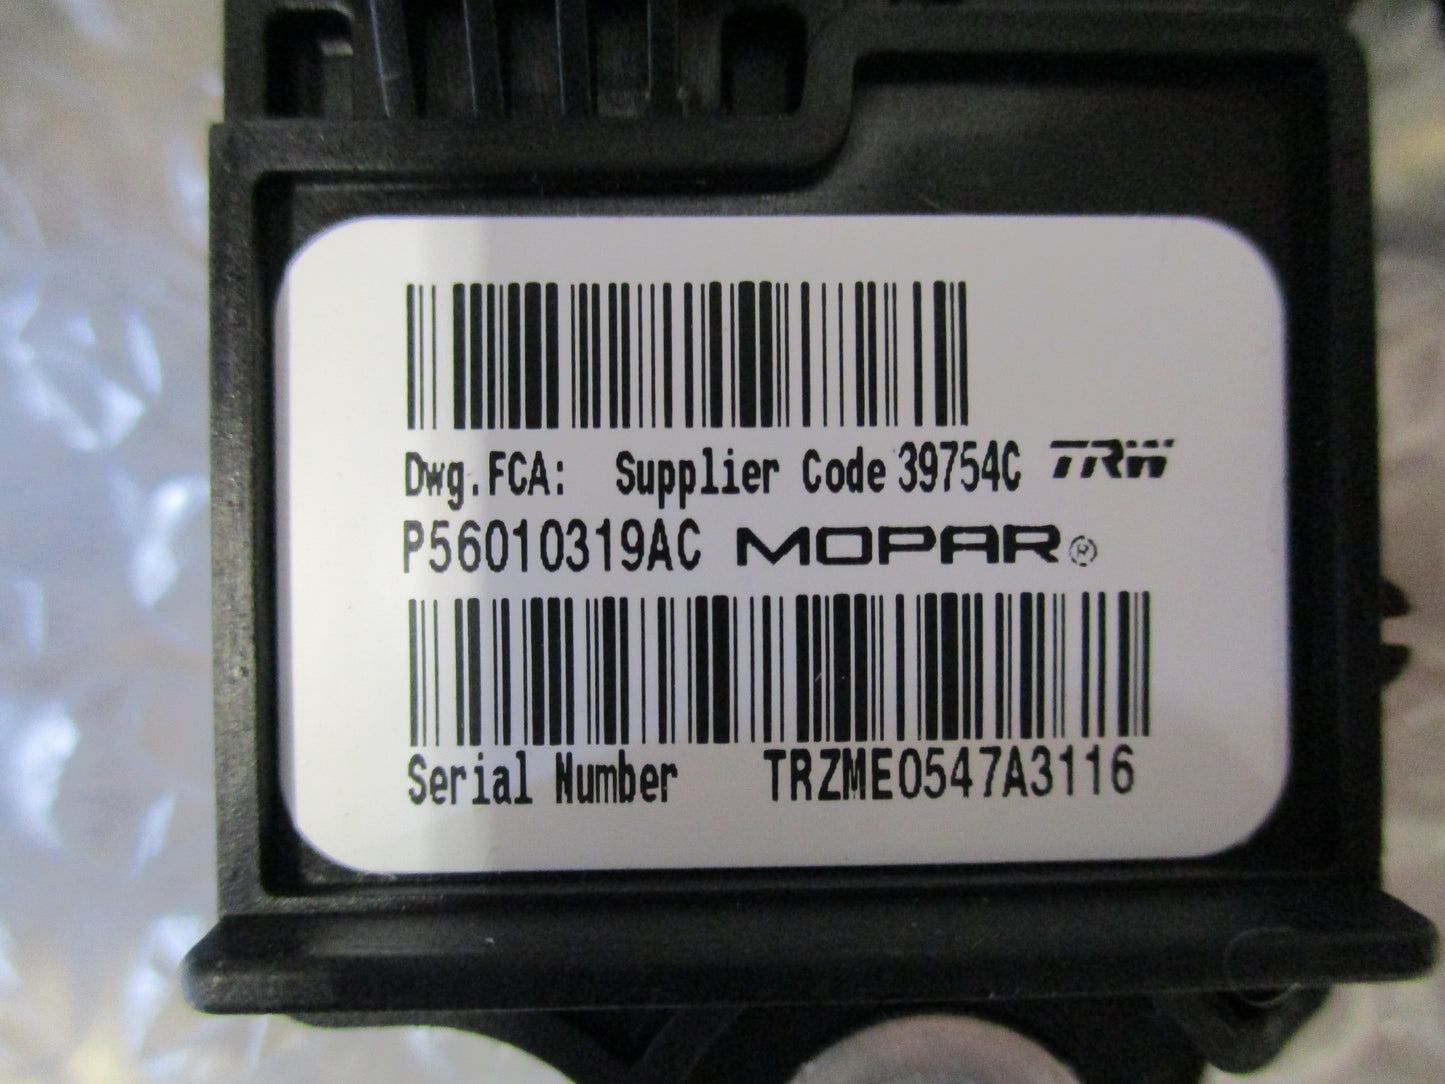 Dwg.FCA: Supplier Code 39754C TRW
P56010319AC MOPAR®
Serial Number TRZME0547A3116